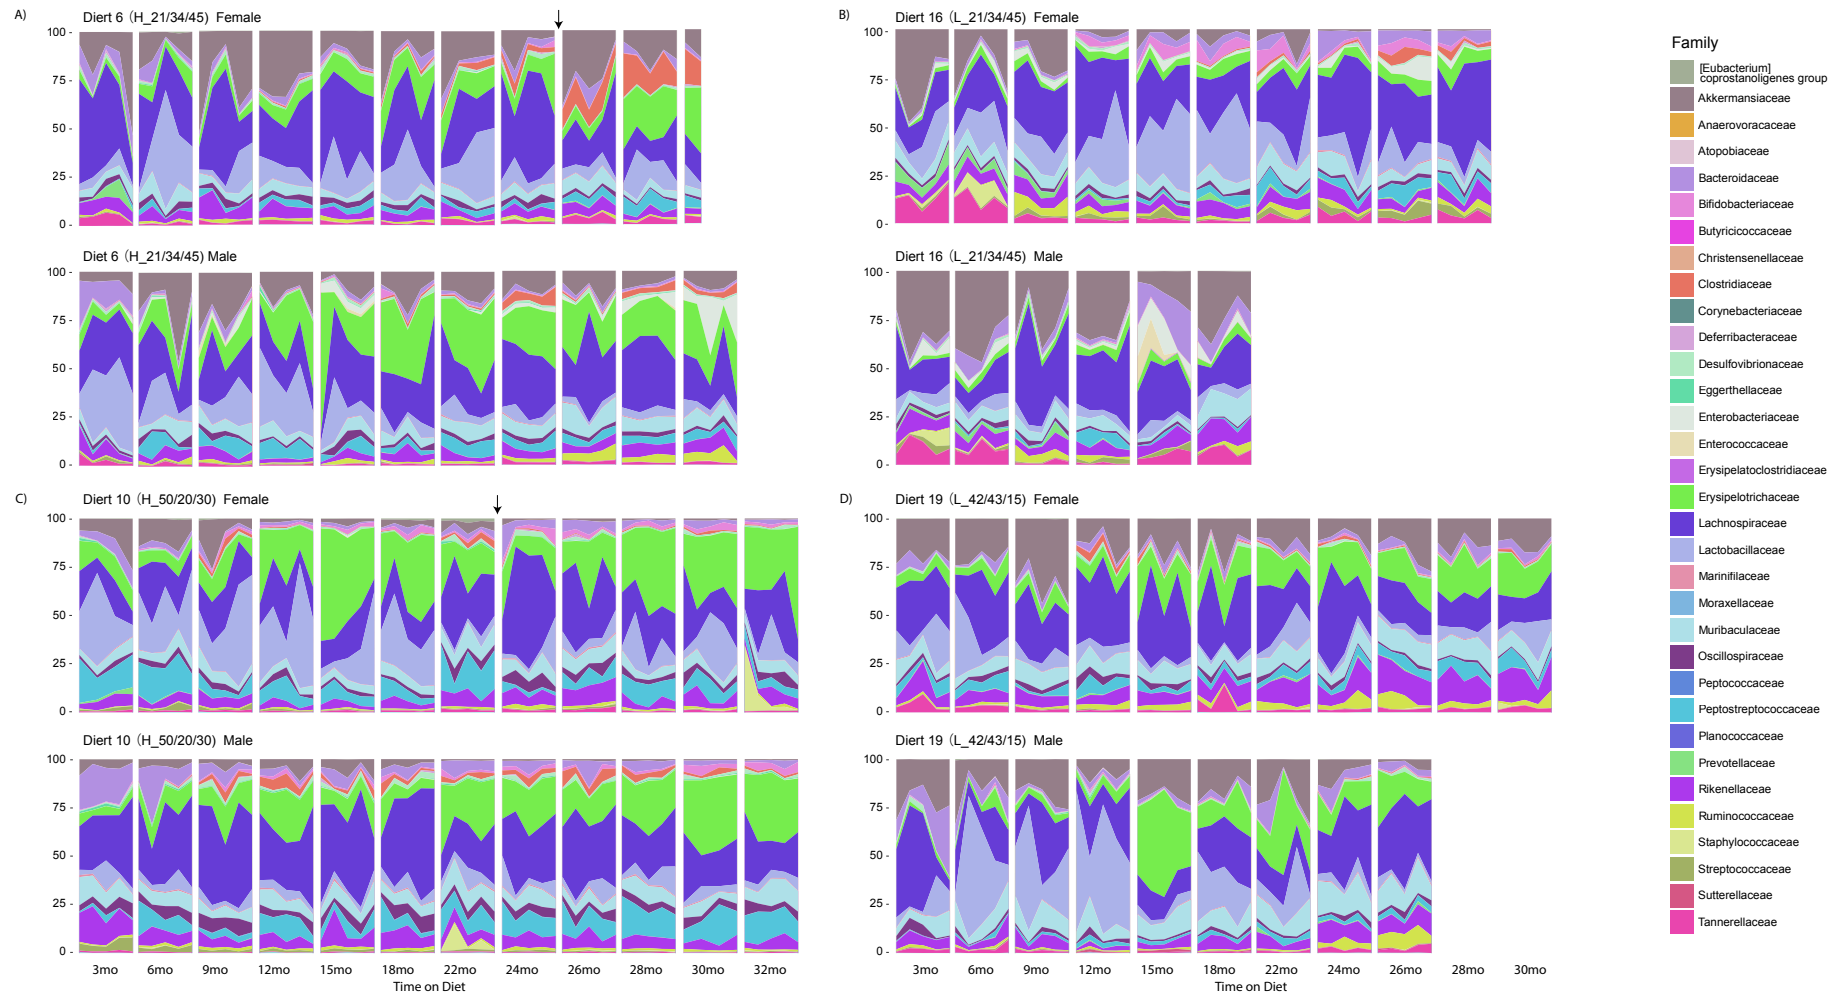 A)
Diert 6 (H_21/34/45) Female
100
75
50
25
0
Diet 6 (H_21/34/45) Male
100
75
50
25
0
B)
Diert 16 (L_21/34/45) Female
100
75
50
25
0
Diert 16 (L_21/34/45) Male
100
75
50
25
0
C)
Diert 10 (H_50/20/30) Female
100
75
50
25
0
Diert 10 (H_50/20/30) Male
100
75
50
25
0
3mo 6mo 9mo 12mo 15mo 18mo 22mo 24mo 26mo 28mo 30mo 32mo
Time on Diet
D)
Diert 19 (L_42/43/15) Female
100
75
50
25
0
Diert 19 (L_42/43/15) Male
100
75
50
25
0
3mo 6mo 9mo 12mo 15mo 18mo 22mo 24mo 26mo 28mo 30mo
Time on Diet
Family
[Eubacterium]
coprostanoligenes group
Akkermansiaceae
Anaerovoracaceae
Atopobiaceae
Bacteroidaceae
Bifidobacteriaceae
Butyricicoccaceae
Christensenellaceae
Clostridiaceae
Corynebacteriaceae
Deferribacteraceae
Desulfovibrionaceae
Eggerthellaceae
Enterobacteriaceae
Enterococcaceae
Erysipelatoclostridiaceae
Erysipelotrichaceae
Lachnospiraceae
Lactobacillaceae
Marinifilaceae
Moraxellaceae
Muribaculaceae
Oscillospiraceae
Peptococcaceae
Peptostreptococcaceae
Planococcaceae
Prevotellaceae
Rikenellaceae
Ruminococcaceae
Staphylococcaceae
Streptococcaceae
Sutterellaceae
Tannerellaceae